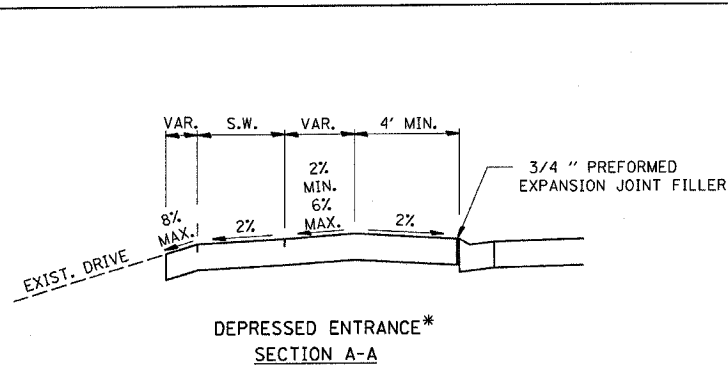 VAR. S.W. VAR. 4' MIN.
2%
MIN.
6%
MAX.
3/4 " PREFORMED
EXPANSION JOINT FILLER
8%
MAX.
2%
2%
EXIST. DRIVE
DEPRESSED ENTRANCE*
SECTION A-A